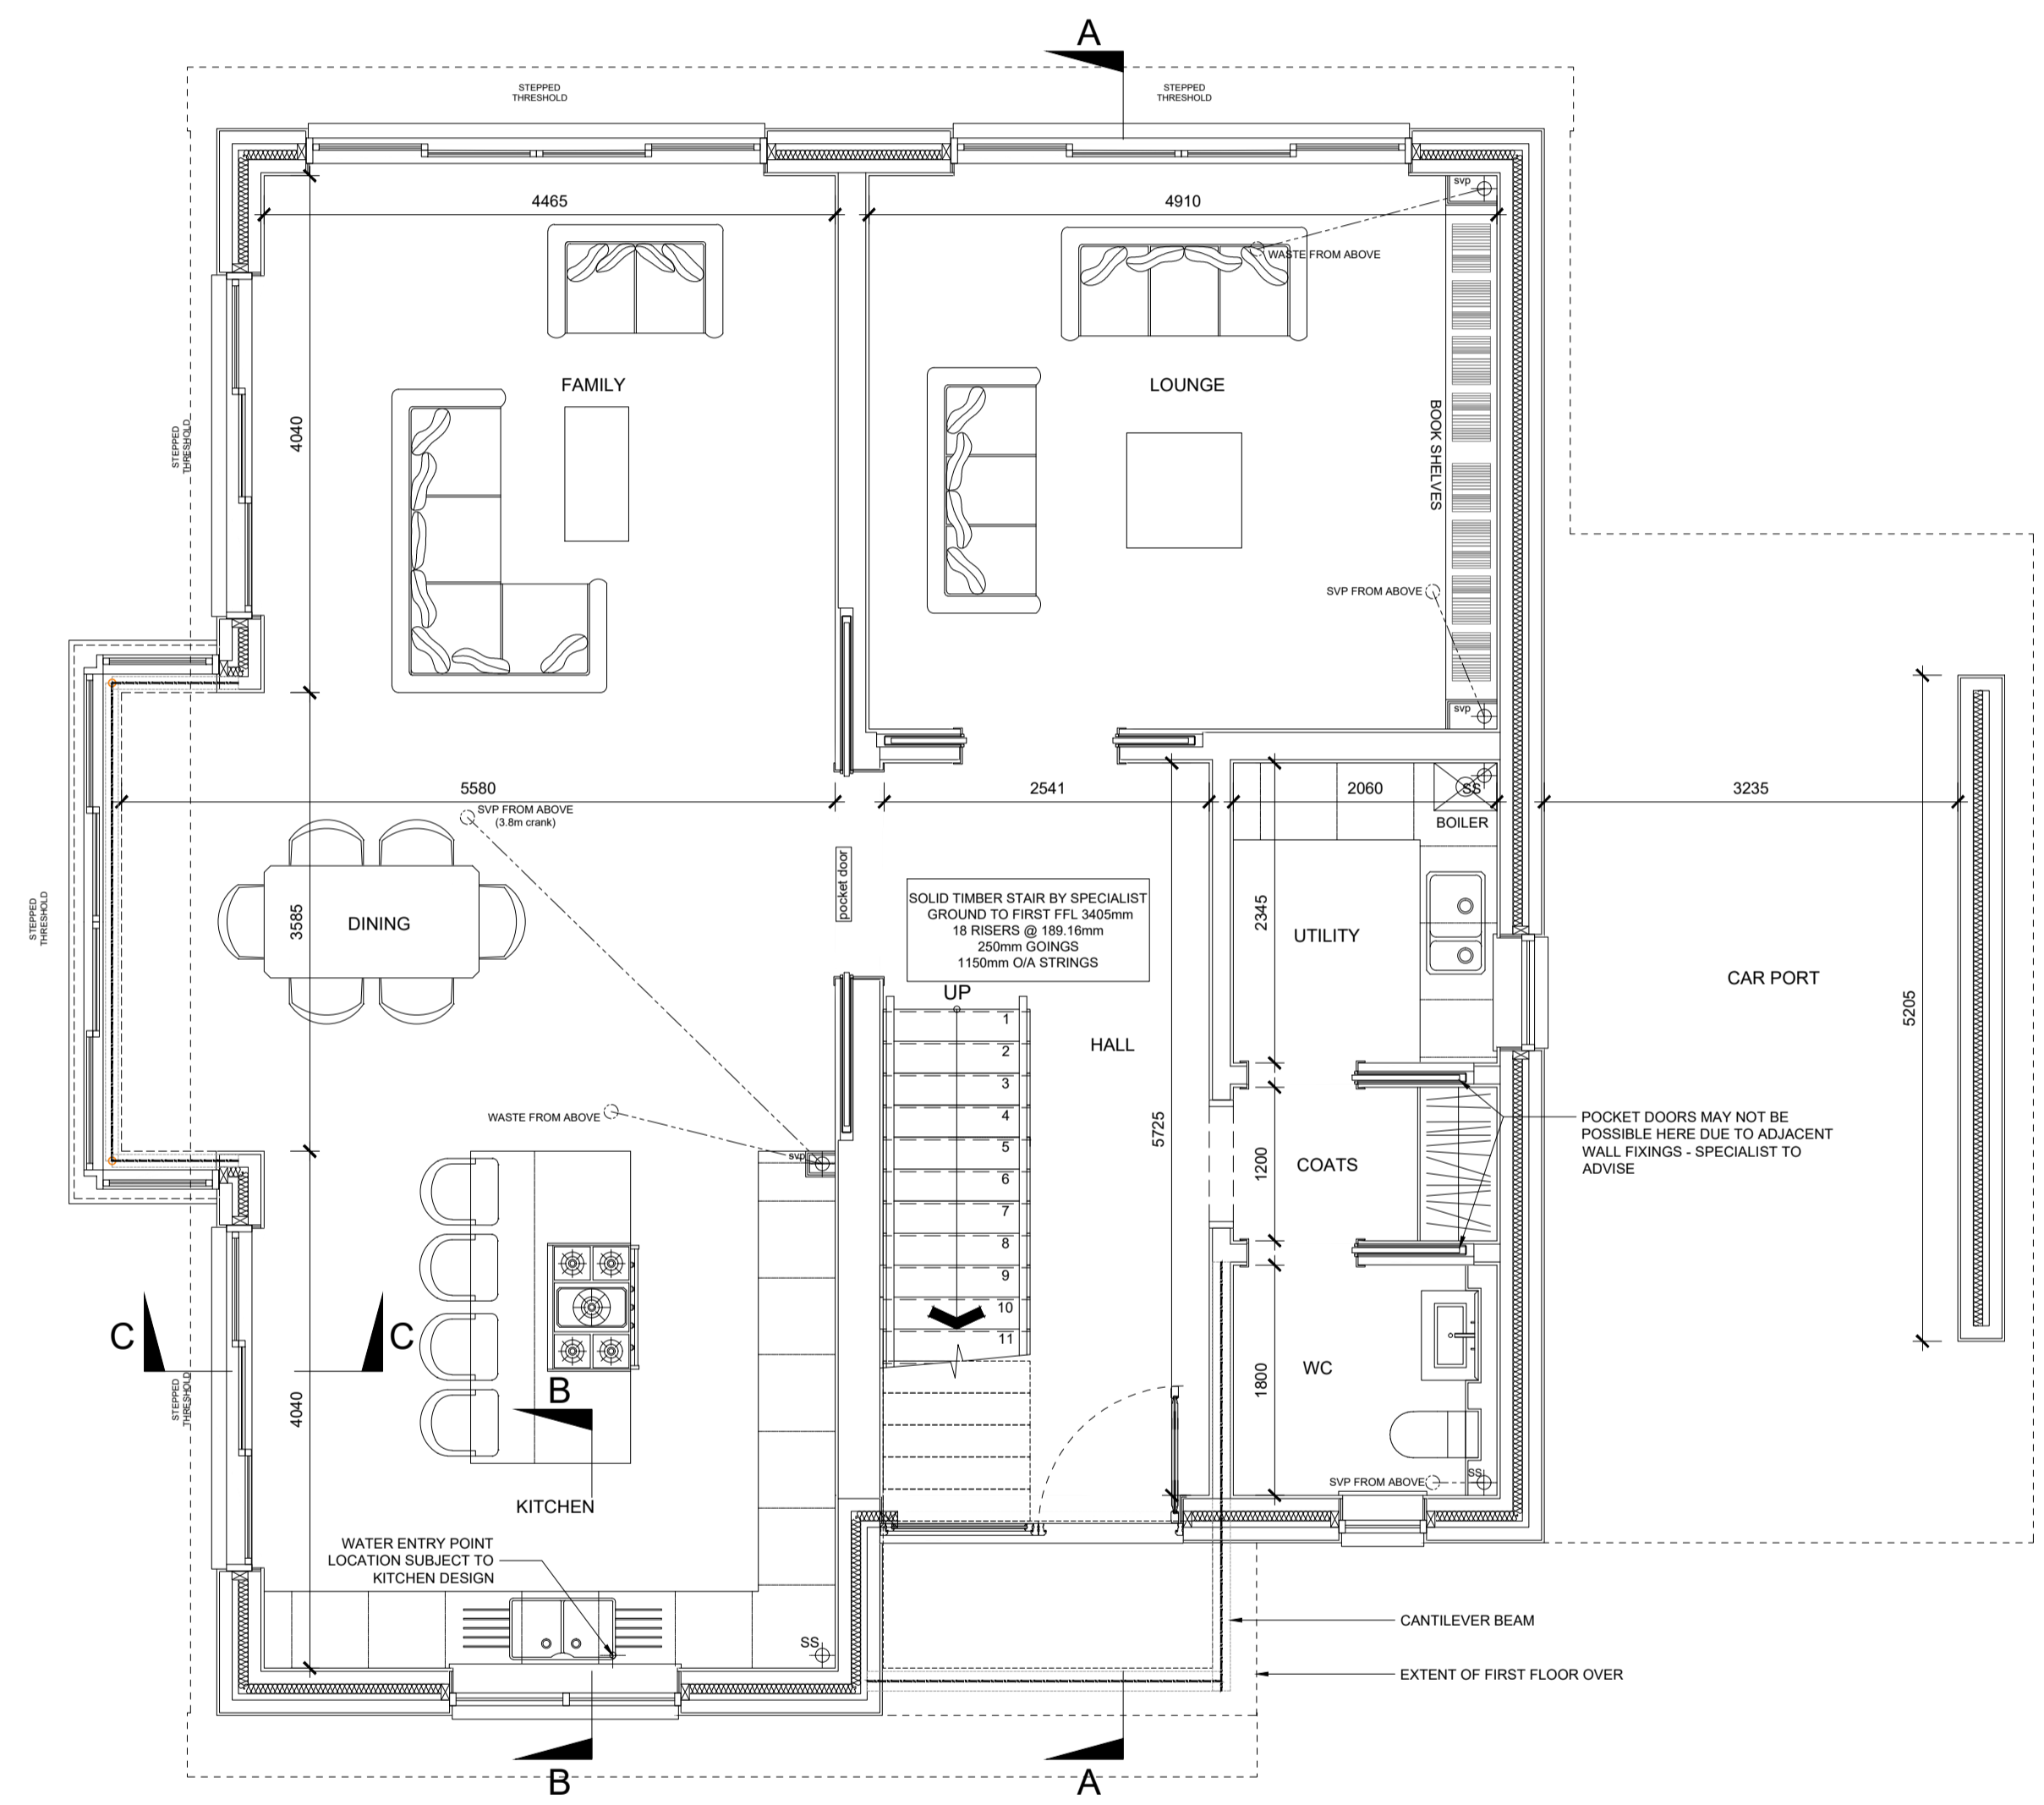 A
STEPPED
THRESHOLD
STEPPED
THRESHOLD
4465
4910
svp
WASTE FROM ABOVE
FAMILY
LOUNGE
BOOK SHELVES
4040
STEPPED
THRESHOLD
SVP FROM ABOVE
svp
5580
2541
2060
3235
SVP FROM ABOVE
(3.8m crank)
SS
BOILER
pocket door
STEPPED
THRESHOLD
DINING
3585
SOLID TIMBER STAIR BY SPECIALIST
GROUND TO FIRST FFL 3405mm
18 RISERS @ 189.16mm
250mm GOINGS
1150mm O/A STRINGS
2345
UTILITY
CAR PORT
5205
UP
HALL
1
2
3
4
5
6
7
8
9
10
11
WASTE FROM ABOVE
svp
5725
1200
COATS
POCKET DOORS MAY NOT BE
POSSIBLE HERE DUE TO ADJACENT
WALL FIXINGS - SPECIALIST TO
ADVISE
C
C
B
WC
1800
4040
STEPPED
THRESHOLD
SVP FROM ABOVE
SS
KITCHEN
WATER ENTRY POINT
LOCATION SUBJECT TO
KITCHEN DESIGN
SS
CANTILEVER BEAM
EXTENT OF FIRST FLOOR OVER
B
A